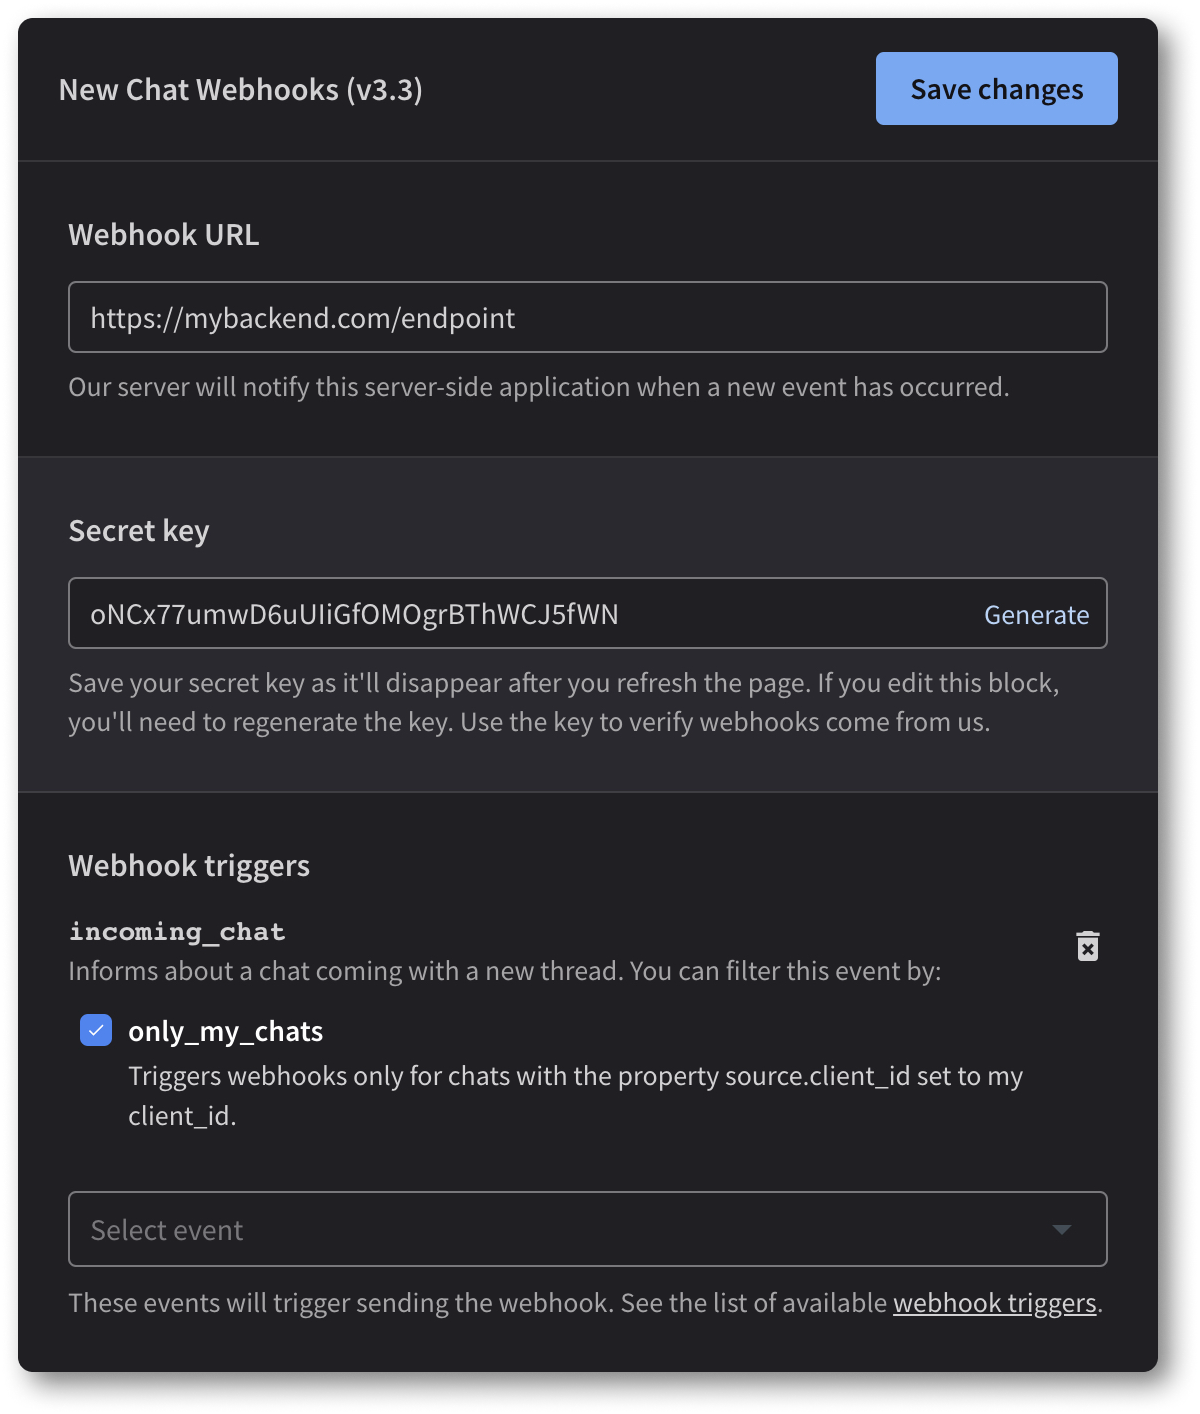 New Chat Webhooks (v3.3)
Save changes
Webhook URL
https://mybackend.com/endpoint
Our server will notify this server-side application when a new event has occurred.
Secret key
oNCx77umwD6uUIiGfOMOgrBThWCJ5fWN
Generate
Save your secret key as it'll disappear after you refresh the page. If you edit this block,
you'll need to regenerate the key. Use the key to verify webhooks come from us.
Webhook triggers
incoming_chat
Informs about a chat coming with a new thread. You can filter this event by:
only_my_chats
Triggers webhooks only for chats with the property source.client_id set to my
client_id.
Select event
These events will trigger sending the webhook. See the list of available webhook triggers.